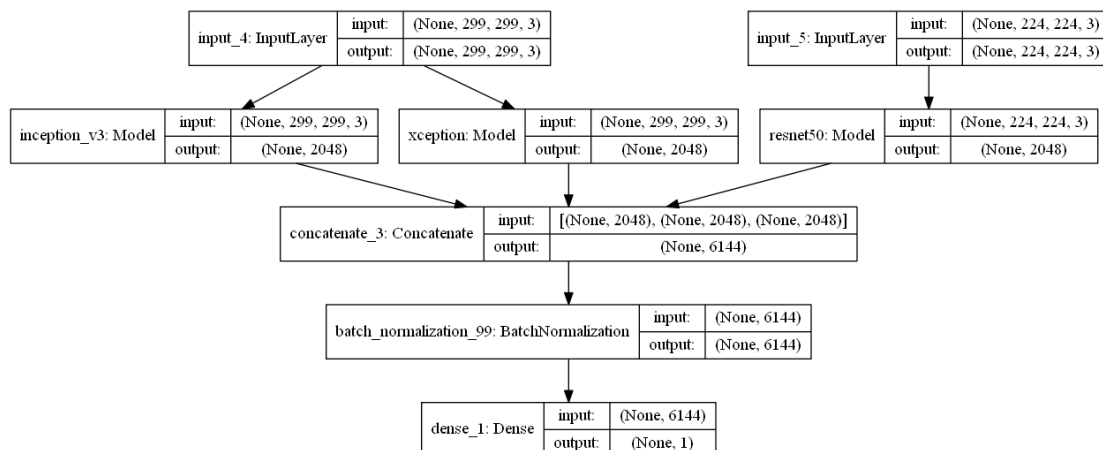 input_4: InputLayer
input: (None, 299, 299, 3)
output: (None, 299, 299, 3)
input_5: InputLayer
input: (None, 224, 224, 3)
output: (None, 224, 224, 3)
inception_v3: Model
input: (None, 299, 299, 3)
output: (None, 2048)
xception: Model
input: (None, 299, 299, 3)
output: (None, 2048)
resnet50: Model
input: (None, 224, 224, 3)
output: (None, 2048)
concatenate_3: Concatenate
input: [(None, 2048), (None, 2048), (None, 2048)]
output: (None, 6144)
batch_normalization_99: BatchNormalization
input: (None, 6144)
output: (None, 6144)
dense_1: Dense
input: (None, 6144)
output: (None, 1)